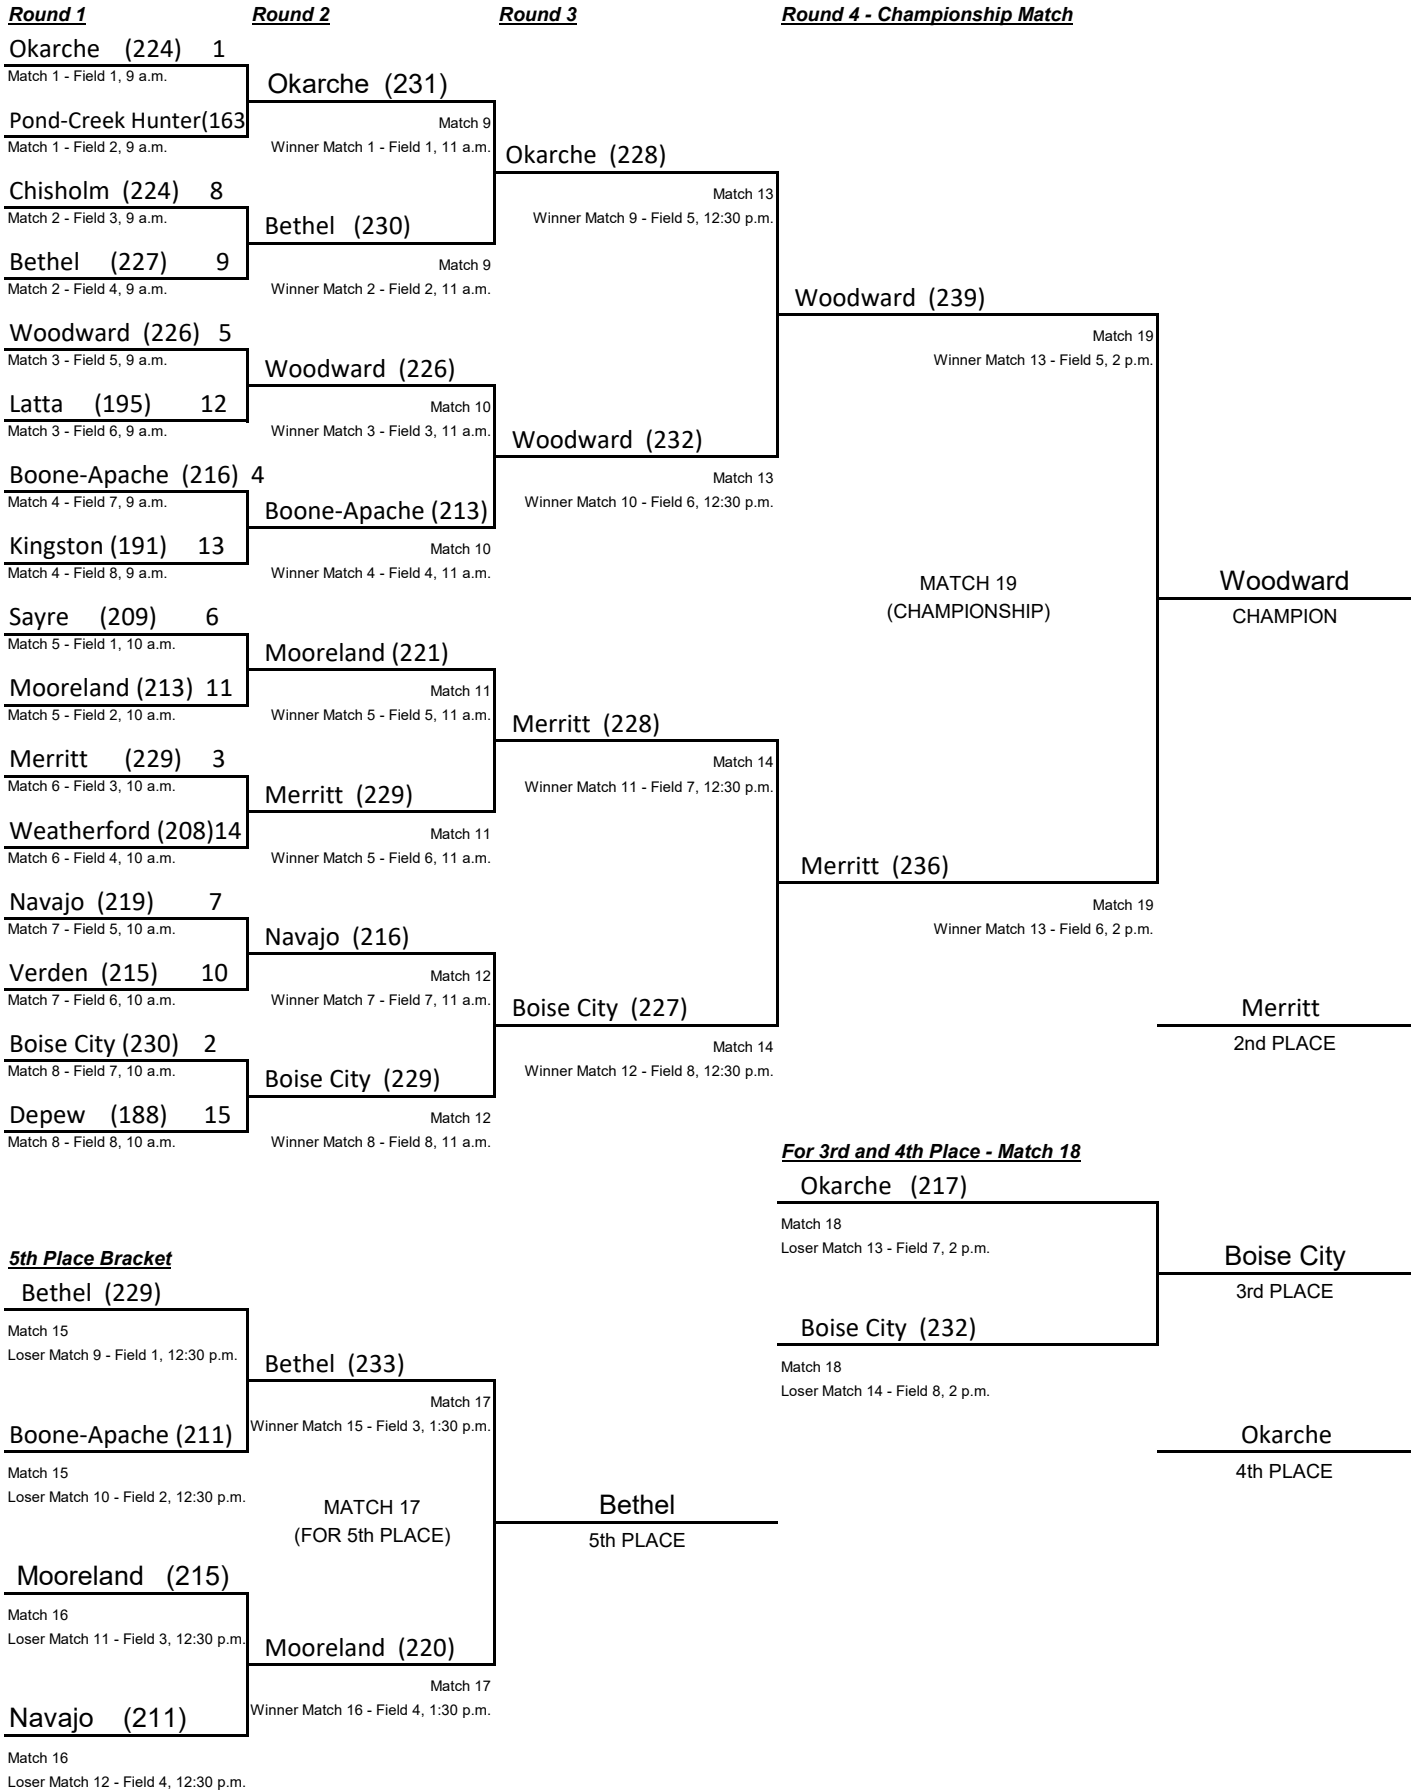 Round 1
Round 2
Round 3
Round 4 - Championship Match
Okarche (224) 1
Match 1 - Field 1, 9 a.m.
Okarche (231)
Pond-Creek Hunter(163
Match 9
Match 1 - Field 2, 9 a.m.
Winner Match 1 - Field 1, 11 a.m.
Okarche (228)
Chisholm (224) 8
Match 13
Match 2 - Field 3, 9 a.m.
Winner Match 9 - Field 5, 12:30 p.m.
Bethel (230)
Bethel (227) 9
Match 9
Match 2 - Field 4, 9 a.m.
Winner Match 2 - Field 2, 11 a.m.
Woodward (239)
Woodward (226) 5
Match 19
Match 3 - Field 5, 9 a.m.
Winner Match 13 - Field 5, 2 p.m.
Woodward (226)
Latta (195) 12
Match 10
Match 3 - Field 6, 9 a.m.
Winner Match 3 - Field 3, 11 a.m.
Woodward (232)
Boone-Apache (216) 4
Match 13
Match 4 - Field 7, 9 a.m.
Winner Match 10 - Field 6, 12:30 p.m.
Boone-Apache (213)
Kingston (191) 13
Match 10
Match 4 - Field 8, 9 a.m.
Winner Match 4 - Field 4, 11 a.m.
MATCH 19
(CHAMPIONSHIP)
Woodward
CHAMPION
Sayre (209) 6
Match 5 - Field 1, 10 a.m.
Mooreland (221)
Mooreland (213) 11
Match 11
Match 5 - Field 2, 10 a.m.
Winner Match 5 - Field 5, 11 a.m.
Merritt (228)
Merritt (229) 3
Match 14
Match 6 - Field 3, 10 a.m.
Winner Match 11 - Field 7, 12:30 p.m.
Merritt (229)
Weatherford (208)14
Match 11
Match 6 - Field 4, 10 a.m.
Winner Match 5 - Field 6, 11 a.m.
Merritt (236)
Navajo (219) 7
Match 19
Match 7 - Field 5, 10 a.m.
Winner Match 13 - Field 6, 2 p.m.
Navajo (216)
Verden (215) 10
Match 12
Match 7 - Field 6, 10 a.m.
Winner Match 7 - Field 7, 11 a.m.
Boise City (227)
Merritt
2nd PLACE
Boise City (230) 2
Match 14
Match 8 - Field 7, 10 a.m.
Winner Match 12 - Field 8, 12:30 p.m.
Boise City (229)
Depew (188) 15
Match 12
Match 8 - Field 8, 10 a.m.
Winner Match 8 - Field 8, 11 a.m.
For 3rd and 4th Place - Match 18
Okarche (217)
Match 18
Loser Match 13 - Field 7, 2 p.m.
Boise City
3rd PLACE
Boise City (232)
Match 18
Loser Match 14 - Field 8, 2 p.m.
Okarche
4th PLACE
5th Place Bracket
Bethel (229)
Match 15
Loser Match 9 - Field 1, 12:30 p.m.
Bethel (233)
Match 17
Winner Match 15 - Field 3, 1:30 p.m.
Boone-Apache (211)
Match 15
Loser Match 10 - Field 2, 12:30 p.m.
MATCH 17
(FOR 5th PLACE)
Bethel
5th PLACE
Mooreland (215)
Match 16
Loser Match 11 - Field 3, 12:30 p.m.
Mooreland (220)
Match 17
Winner Match 16 - Field 4, 1:30 p.m.
Navajo (211)
Match 16
Loser Match 12 - Field 4, 12:30 p.m.